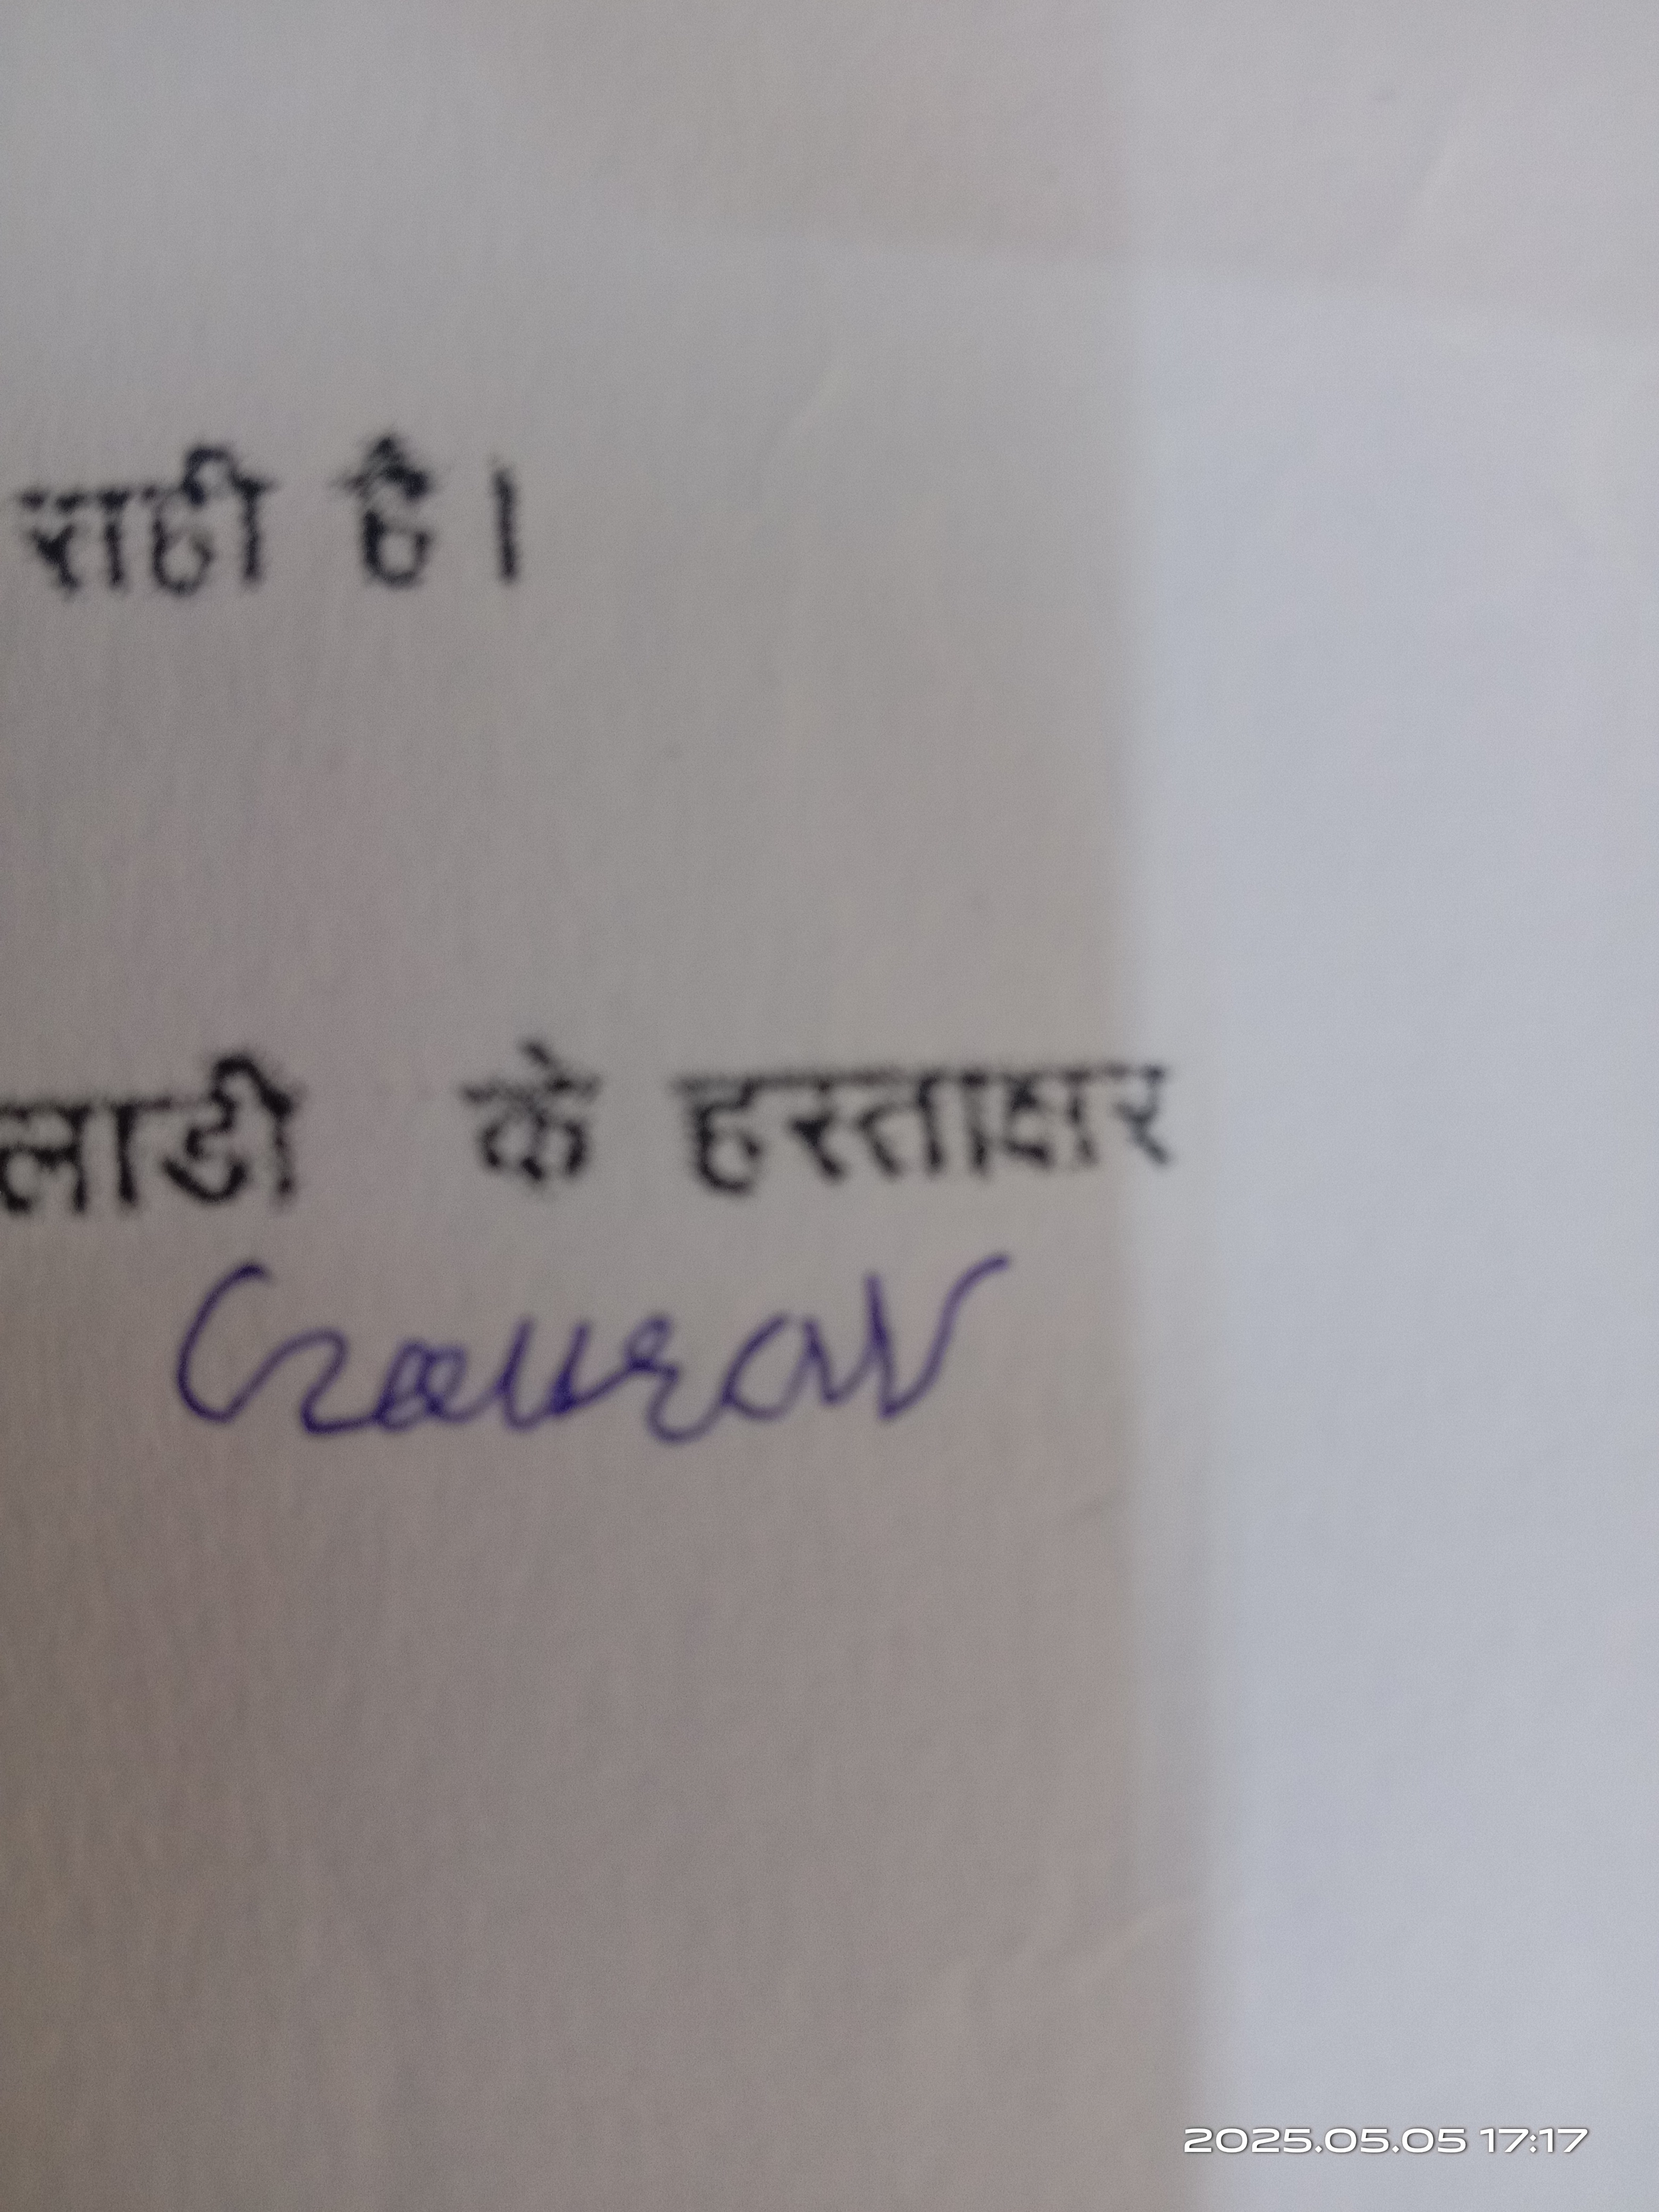 राही है।
लाडी के हस्ताक्षर
Gaurav
2025.05.05 17:17